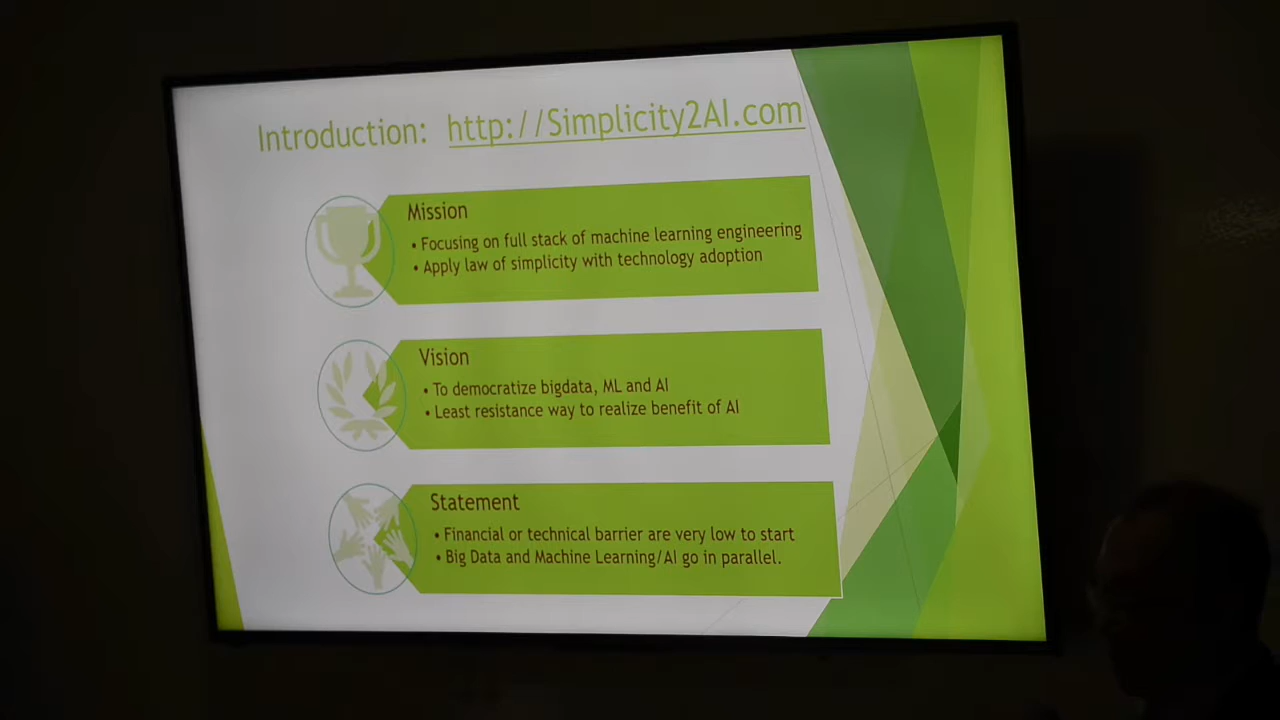 Introduction: http://Simplicity2AI.com
Mission
• Focusing on full stack of machine learning engineering
• Apply law of simplicity with technology adoption
Vision
• To democratize bigdata, ML and AI
• Least resistance way to realize benefit of AI
Statement
• Financial or technical barrier are very low to start
• Big Data and Machine Learning/AI go in parallel.